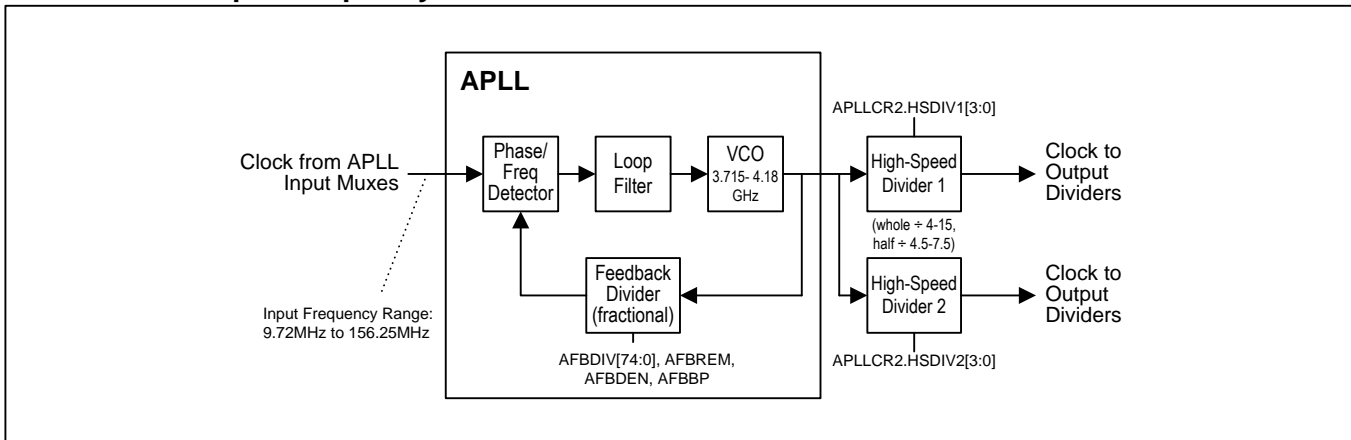 APLL
APLLCR2.HSDIV1[3:0]
Clock from APLL
Input Muxes
Phase/
Freq
Detector
Loop
Filter
VCO
3.715- 4.18
GHz
High-Speed
Divider 1
Clock to
Output
Dividers
(whole ÷ 4-15,
half ÷ 4.5-7.5)
Feedback
Divider
(fractional)
High-Speed
Divider 2
Clock to
Output
Dividers
Input Frequency Range:
9.72MHz to 156.25MHz
AFBDIV[74:0], AFBREM,
AFBDEN, AFBBP
APLLCR2.HSDIV2[3:0]